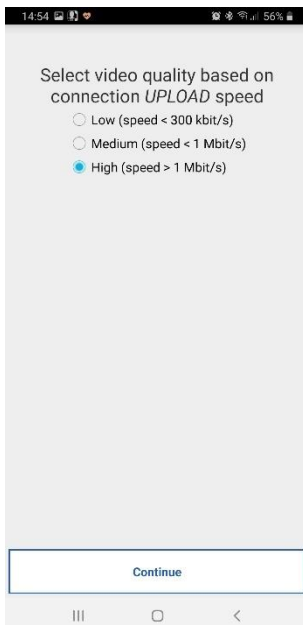 14:54 56%
Select video quality based on
connection UPLOAD speed
Low (speed < 300 kbit/s)
Medium (speed < 1 Mbit/s)
High (speed > 1 Mbit/s)
Continue